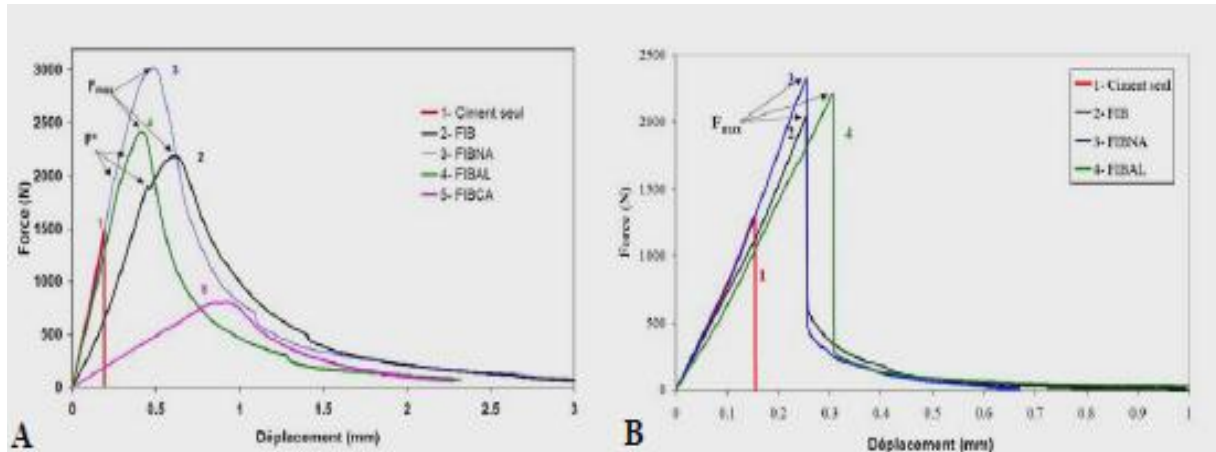 3000
2500
2000
1500
1000
500
0
Force (N)
Fmax
F*
1
2
3
4
1- Ciment seul
2- FIB
3- FIBNA
4- FIBAL
5- FIBCA
0 0.5 1 1.5 2 2.5 3
Déplacement (mm)
A
2500
2000
1500
1000
500
0
Force (N)
Fmax
3
2
4
1
1- Ciment seul
2- FIB
3- FIBNA
4- FIBAL
0 0.1 0.2 0.3 0.4 0.5 0.6 0.7 0.8 0.9 1
Déplacement (mm)
B